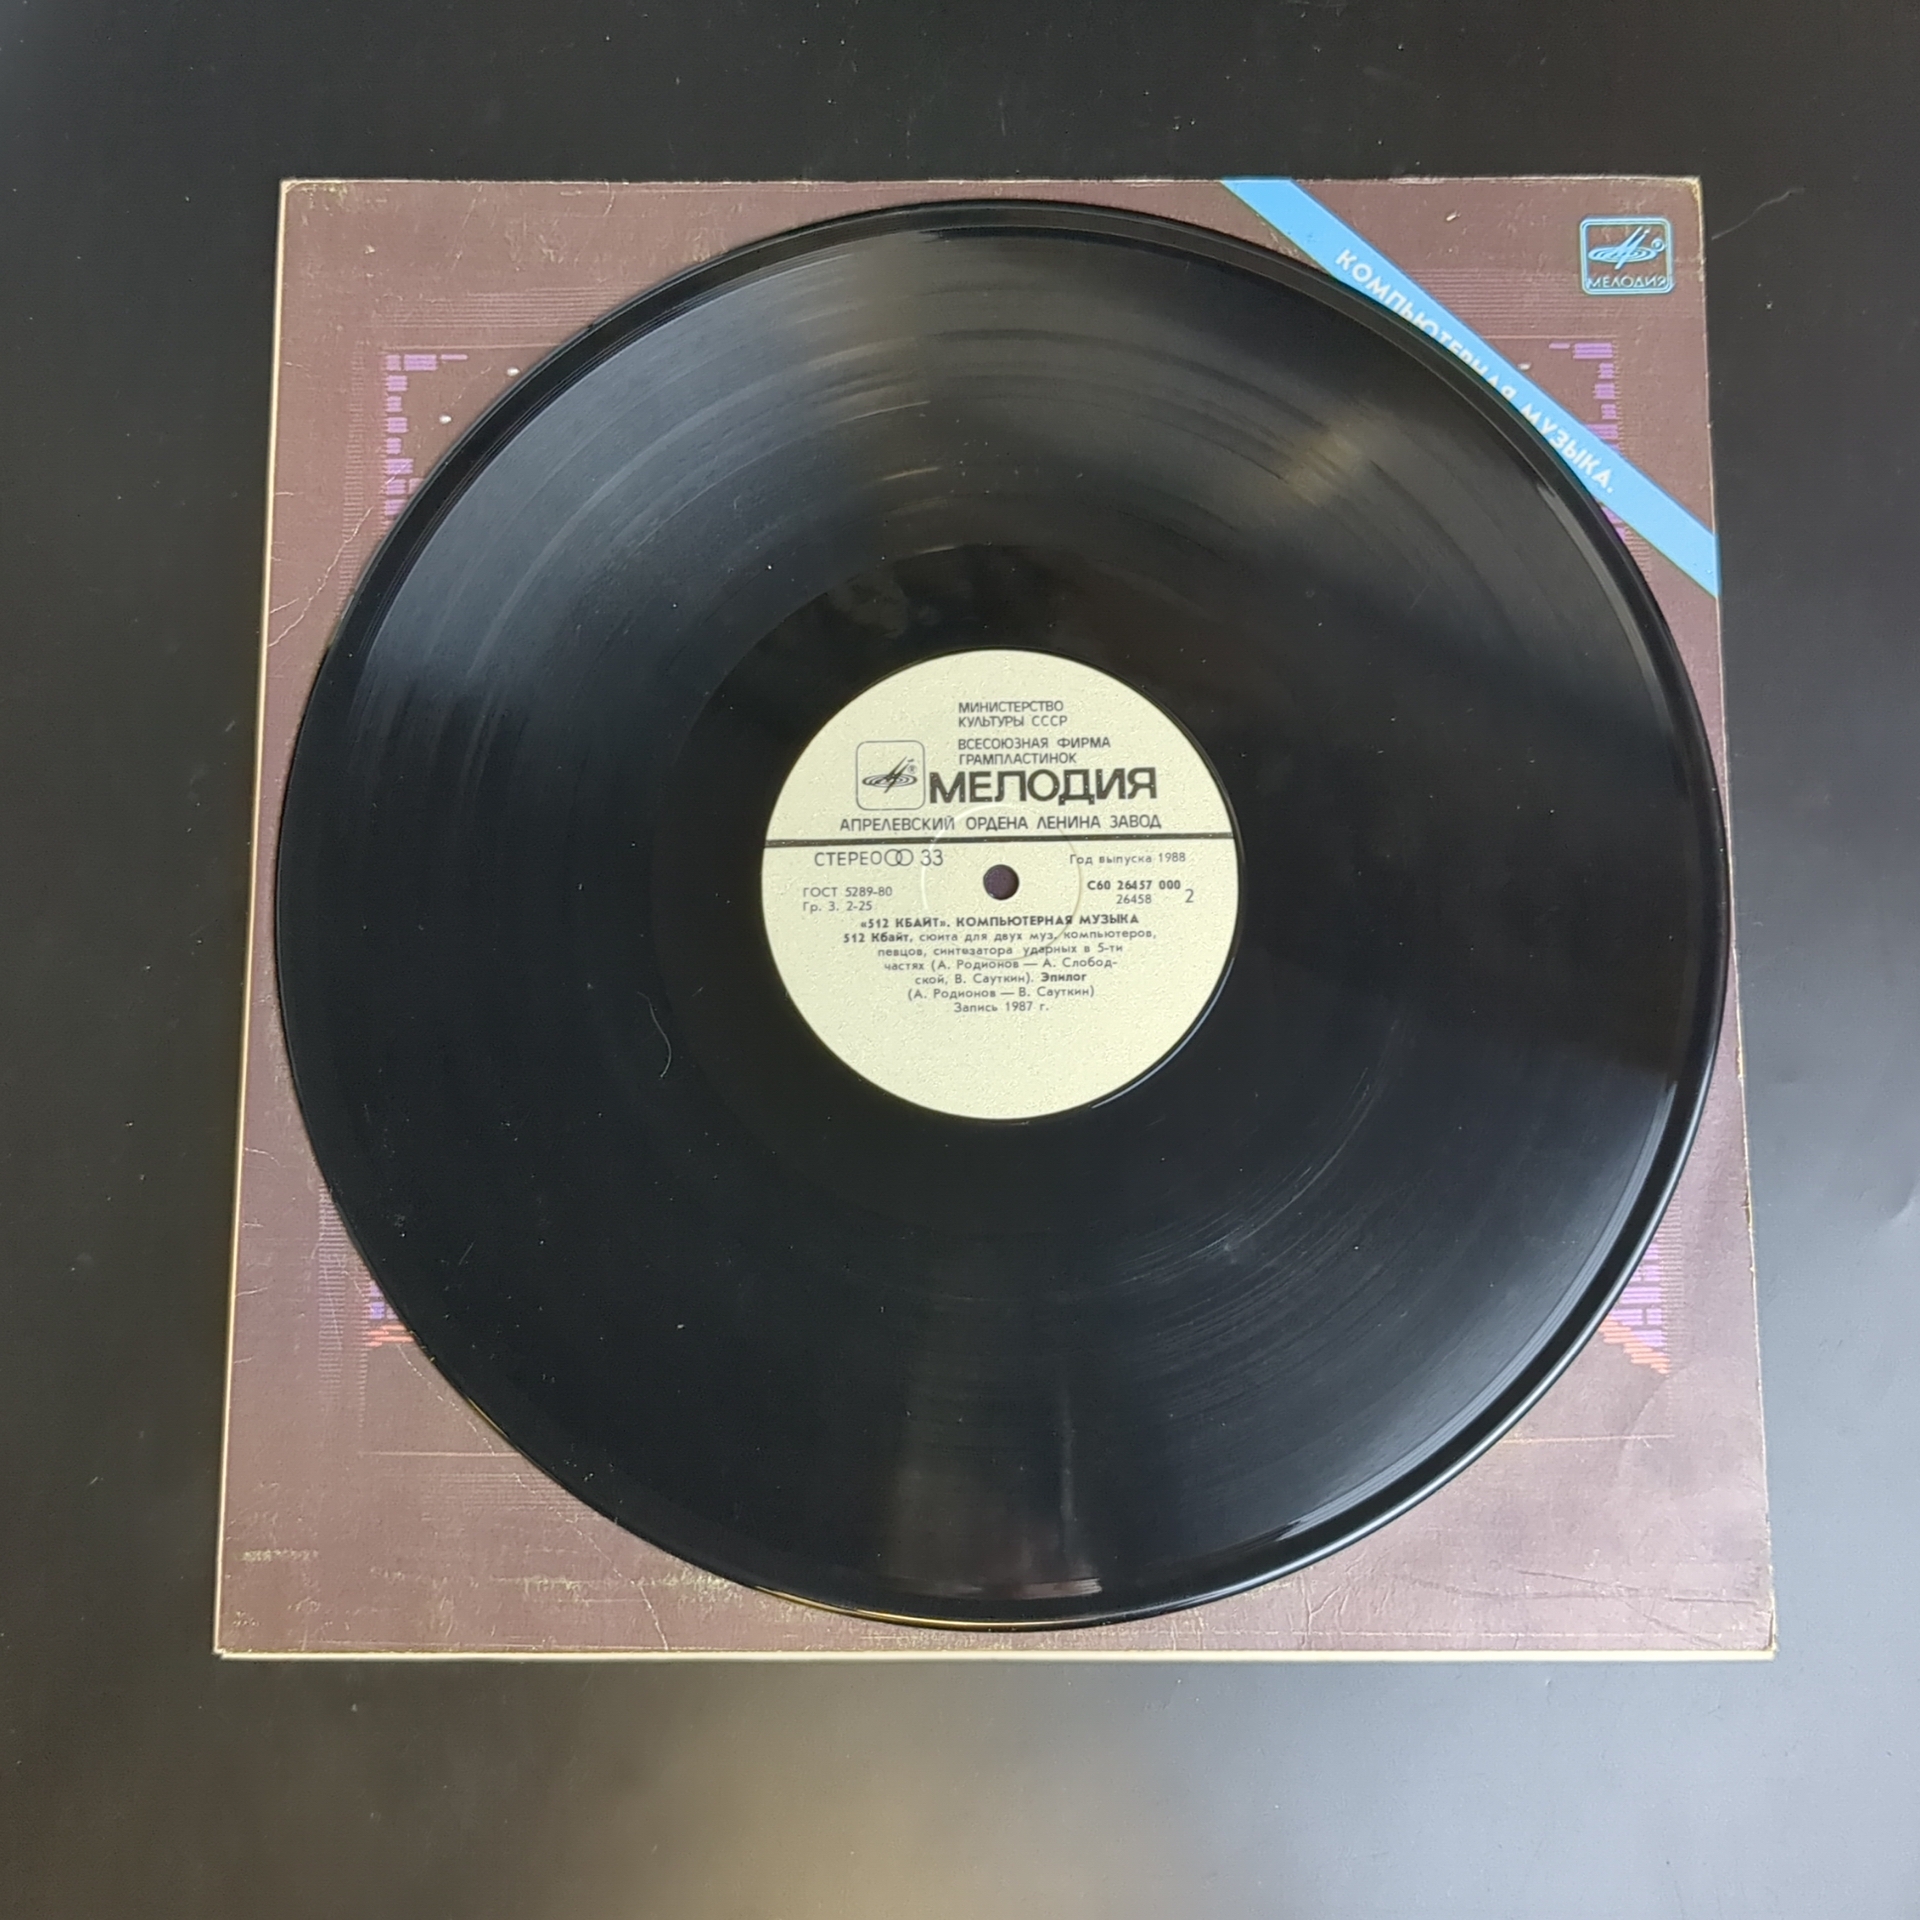 КОМПЬЮТЕРНАЯ МУЗЫКА.
МЕЛОДИЯ
МИНИСТЕРСТВО
КУЛЬТУРЫ СССР
ВСЕСОЮЗНАЯ ФИРМА
ГРАМПЛАСТИНОК
МЕЛОДИЯ
АПРЕЛЕВСКИЙ ОРДЕНА ЛЕНИНА ЗАВОД
СТЕРЕО 33
Год выпуска 1988
ГОСТ 5289-80
Гр. 3. 2-25
С60 26457 000
26458
2
«512 КБАЙТ». КОМПЬЮТЕРНАЯ МУЗЫКА
512 Кбайт, сюита для двух муз. компьютеров,
певцов, синтезатора ударных в 5-ти
частях (А. Родионов — А. Слобод-
ской, В. Сауткин). Эпилог
(А. Родионов — В. Сауткин)
Запись 1987 г.